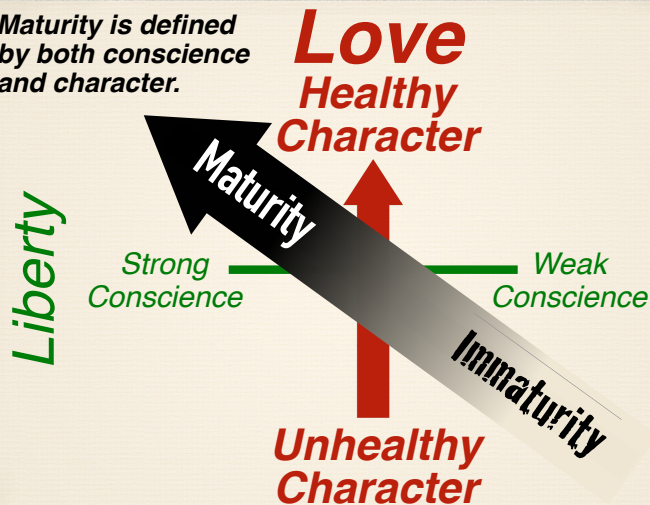 Maturity is defined
by both conscience
and character.
Love
Healthy
Character
Maturity
Liberty
Strong
Conscience
Weak
Conscience
Immaturity
Unhealthy
Character